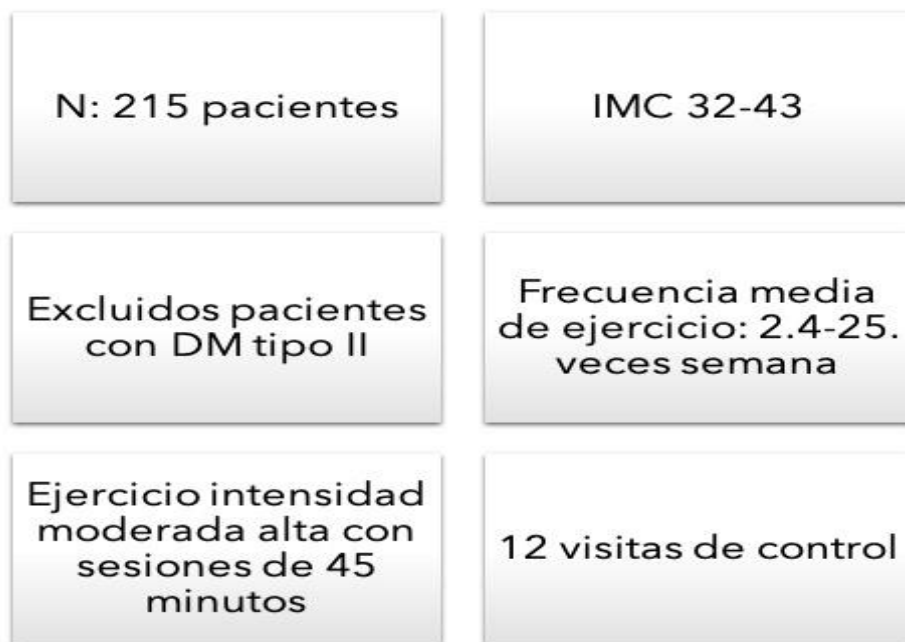 N: 215 pacientes
IMC 32-43
Excluidos pacientes
con DM tipo II
Frecuencia media
de ejercicio: 2.4-25.
veces semana
Ejercicio intensidad
moderada alta con
sesiones de 45
minutos
12 visitas de control